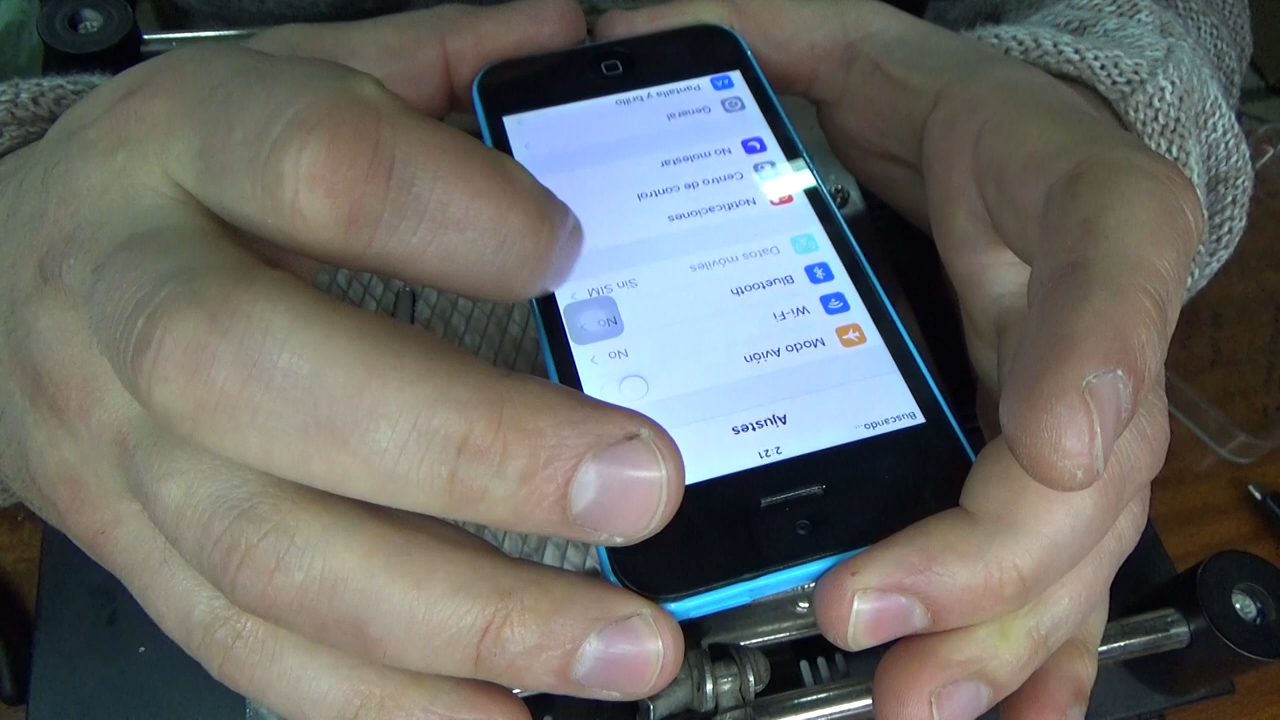 Buscando...
2:21
Ajustes
Modo Avión
Wi-Fi No
Bluetooth No
Datos móviles Sin SIM
Notificaciones
Centro de control
No molestar
General
AA Pantalla y brillo